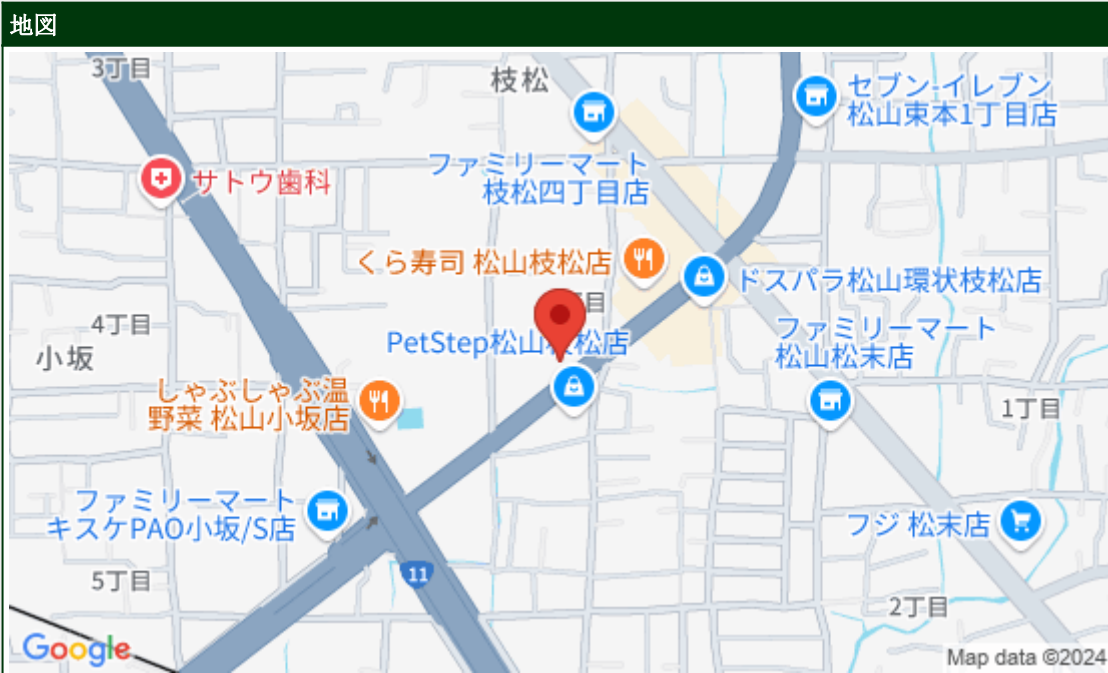 地図
3丁目
枝松
セブン-イレブン
松山東本1丁目店
ファミリーマート
枝松四丁目店
サトウ歯科
くら寿司 松山枝松店
ドスパラ松山環状枝松店
目
4丁目
小坂
PetStep松山枝松店
ファミリーマート
松山松末店
しゃぶしゃぶ温
野菜 松山小坂店
1丁目
ファミリーマート
キスケPAO小坂/S店
フジ 松末店
11
5丁目
2丁目
Google
Map data ©2024